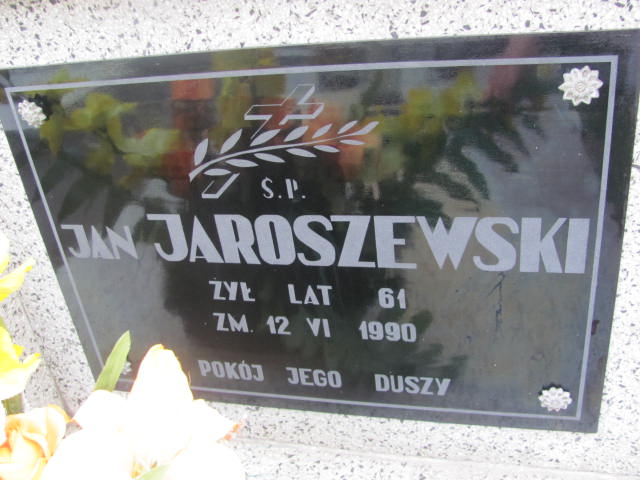 Ś.P.
JAN JAROSZEWSKI
ŻYŁ LAT 61
ZM. 12 VI 1990
POKÓJ JEGO DUSZY